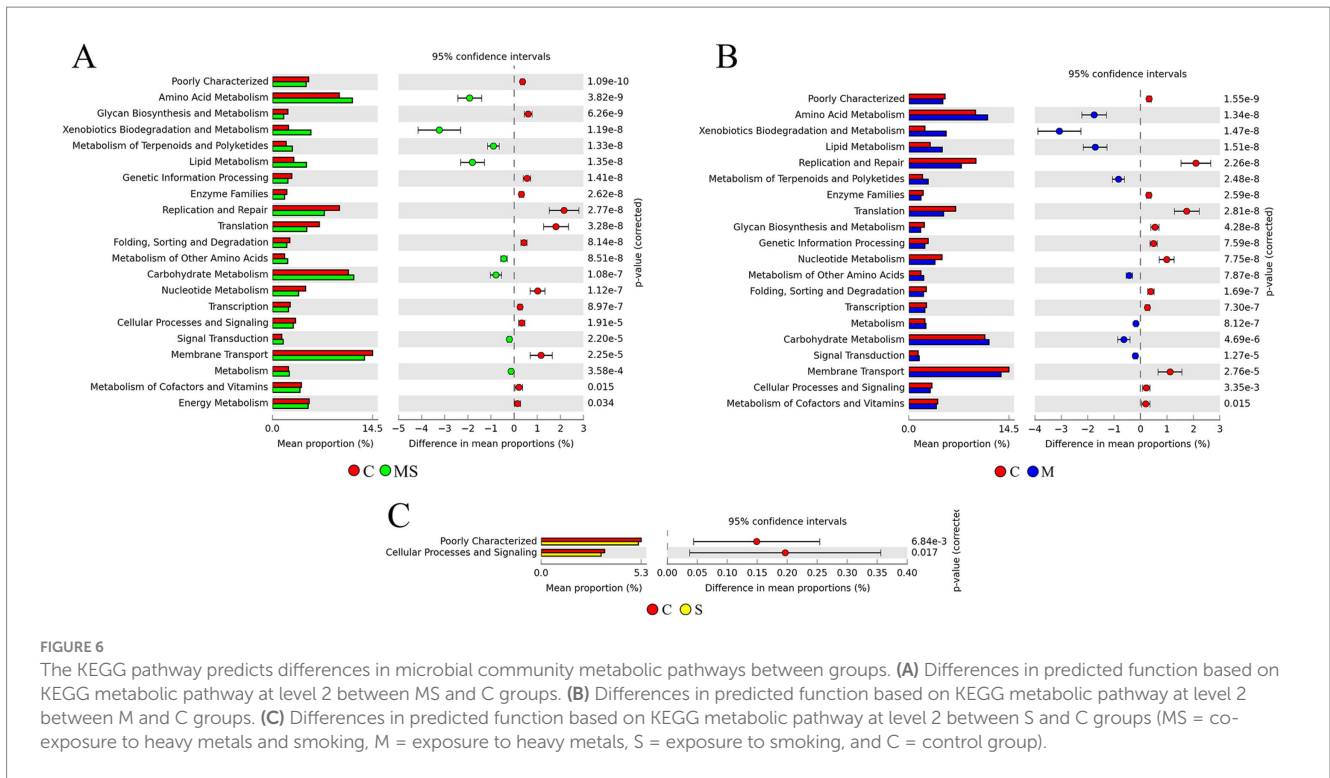 A
95% confidence intervals
Poorly Characterized 1.09e-10
Amino Acid Metabolism 3.82e-9
Glycan Biosynthesis and Metabolism 6.26e-9
Xenobiotics Biodegradation and Metabolism 1.19e-8
Metabolism of Terpenoids and Polyketides 1.33e-8
Lipid Metabolism 1.35e-8
Genetic Information Processing 1.41e-8
Enzyme Families 2.62e-8
Replication and Repair 2.77e-8
Translation 3.28e-8
Folding, Sorting and Degradation 8.14e-8
Metabolism of Other Amino Acids 8.51e-8
Carbohydrate Metabolism 1.08e-7
Nucleotide Metabolism 1.12e-7
Transcription 8.97e-7
Cellular Processes and Signaling 1.91e-5
Signal Transduction 2.20e-5
Membrane Transport 2.25e-5
Metabolism 3.58e-4
Metabolism of Cofactors and Vitamins 0.015
Energy Metabolism 0.034
p-value (corrected)
0.0 14.5 −5 −4 −3 −2 −1 0 1 2 3
Mean proportion (%) Difference in mean proportions (%)
C MS
B
95% confidence intervals
Poorly Characterized 1.55e-9
Amino Acid Metabolism 1.34e-8
Xenobiotics Biodegradation and Metabolism 1.47e-8
Lipid Metabolism 1.51e-8
Replication and Repair 2.26e-8
Metabolism of Terpenoids and Polyketides 2.48e-8
Enzyme Families 2.59e-8
Translation 2.81e-8
Glycan Biosynthesis and Metabolism 4.28e-8
Genetic Information Processing 7.59e-8
Nucleotide Metabolism 7.75e-8
Metabolism of Other Amino Acids 7.87e-8
Folding, Sorting and Degradation 1.69e-7
Transcription 7.30e-7
Metabolism 8.12e-7
Carbohydrate Metabolism 4.69e-6
Signal Transduction 1.27e-5
Membrane Transport 2.76e-5
Cellular Processes and Signaling 3.35e-3
Metabolism of Cofactors and Vitamins 0.015
p-value (corrected)
0.0 14.5 −4 −3 −2 −1 0 1 2 3
Mean proportion (%) Difference in mean proportions (%)
C M
C
95% confidence intervals
Poorly Characterized 6.84e-3
Cellular Processes and Signaling 0.017
p-value (correcte
0.0 5.3 0.00 0.05 0.10 0.15 0.20 0.25 0.30 0.35 0.40
Mean proportion (%) Difference in mean proportions (%)
C S
FIGURE 6
The KEGG pathway predicts differences in microbial community metabolic pathways between groups. (A) Differences in predicted function based on
KEGG metabolic pathway at level 2 between MS and C groups. (B) Differences in predicted function based on KEGG metabolic pathway at level 2
between M and C groups. (C) Differences in predicted function based on KEGG metabolic pathway at level 2 between S and C groups (MS = co-
exposure to heavy metals and smoking, M = exposure to heavy metals, S = exposure to smoking, and C = control group).